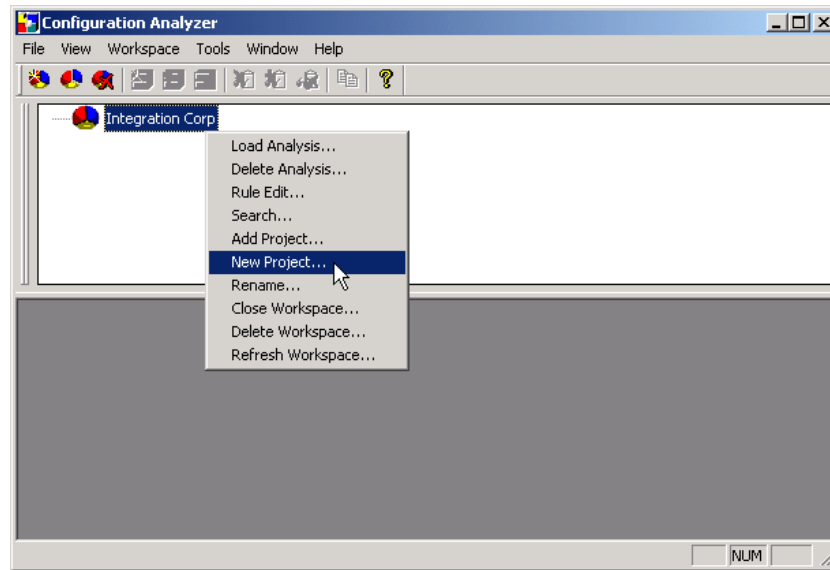 Configuration Analyzer
File View Workspace Tools Window Help
Integration Corp
Load Analysis...
Delete Analysis...
Rule Edit...
Search...
Add Project...
New Project...
Rename...
Close Workspace...
Delete Workspace...
Refresh Workspace...
NUM